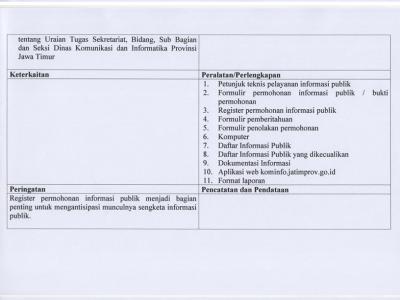 tentang Uraian Tugas Sekretariat, Bidang, Sub Bagian
dan Seksi Dinas Komunikasi dan Informatika Provinsi
Jawa Timur
Keterkaitan
Peralatan/Perlengkapan
1. Petunjuk teknis pelayanan informasi publik
2. Formulir permohonan informasi publik / bukti
permohonan
3. Register permohonan informasi publik
4. Formulir pemberitahuan
5. Formulir penolakan permohonan
6. Komputer
7. Daftar Informasi Publik
8. Daftar Informasi Publik yang dikecualikan
9. Dokumentasi Informasi
10. Aplikasi web kominfo.jatimprov.go.id
11. Format laporan
Peringatan
Pencatatan dan Pendataan
Register permohonan informasi publik menjadi bagian
penting untuk mengantisipasi munculnya sengketa informasi
publik.